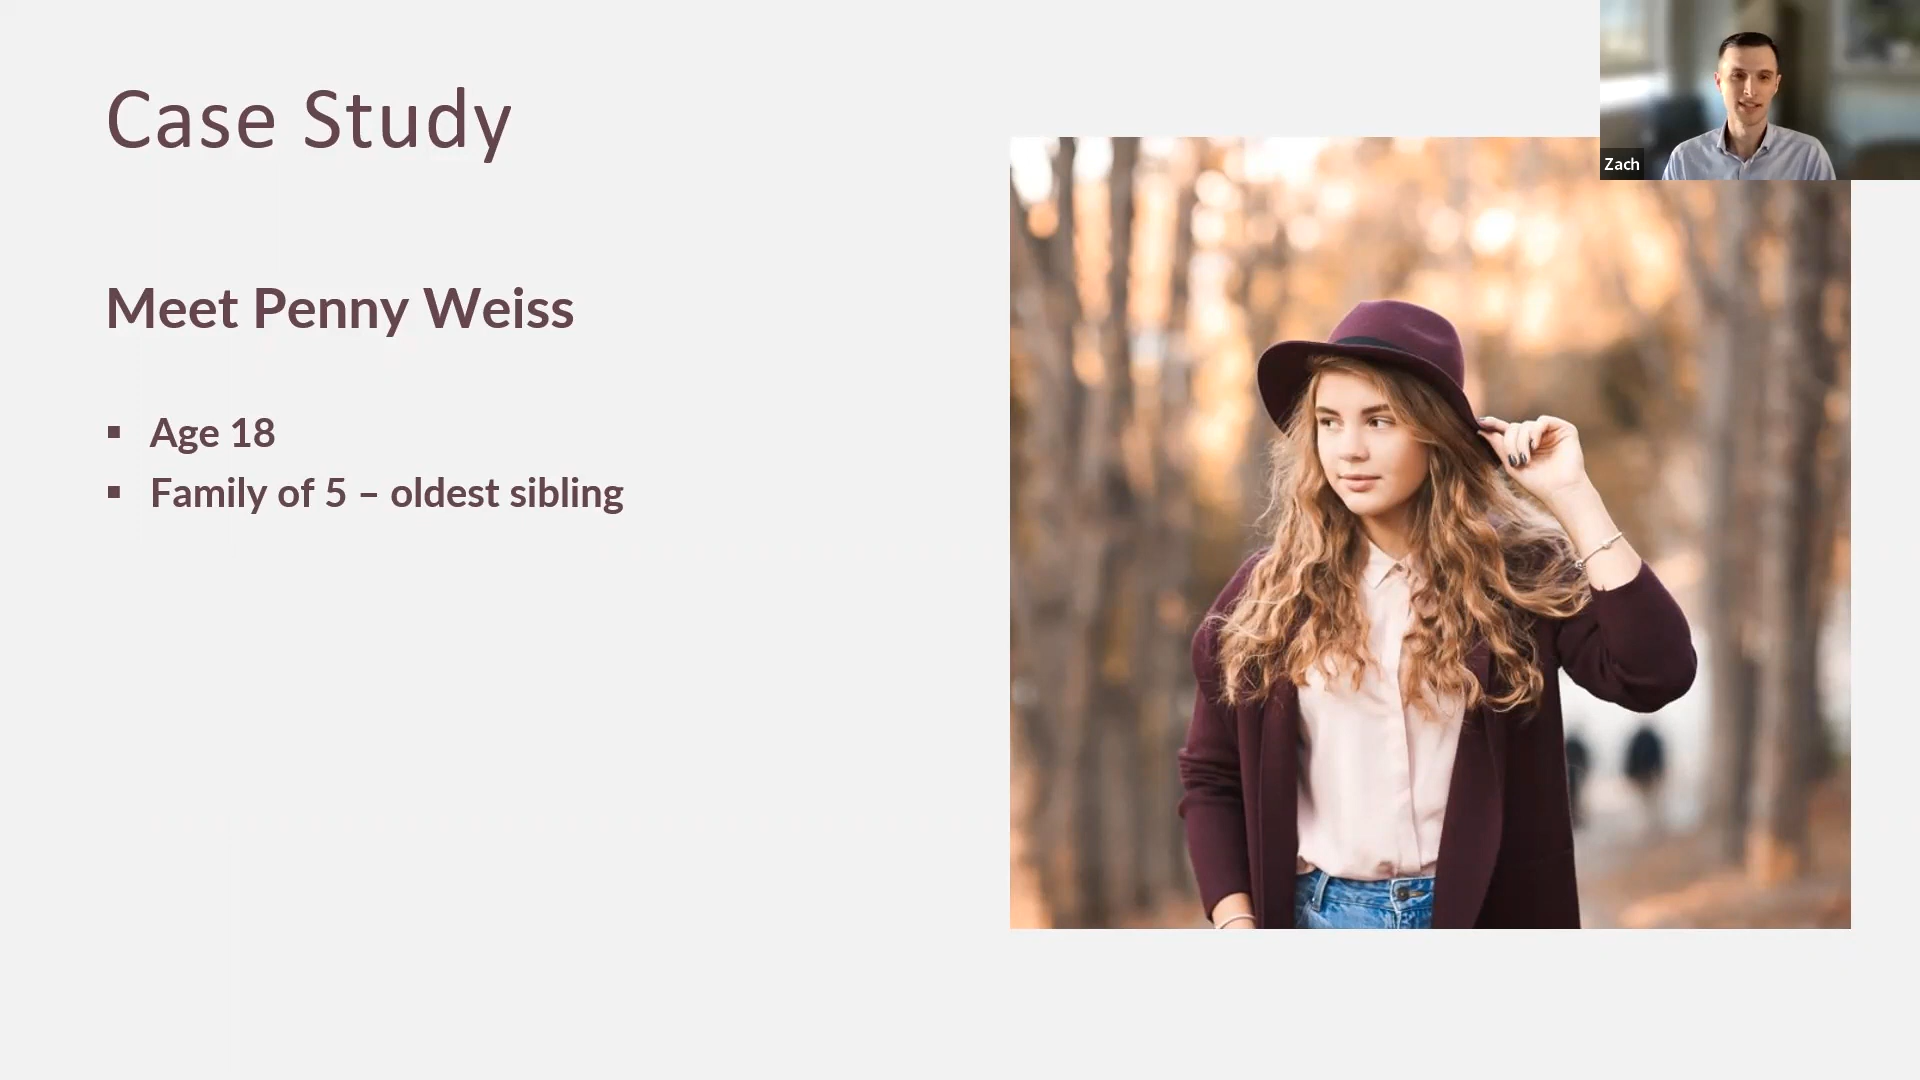 Case Study
Zach
Meet Penny Weiss
▪ Age 18
▪ Family of 5 – oldest sibling